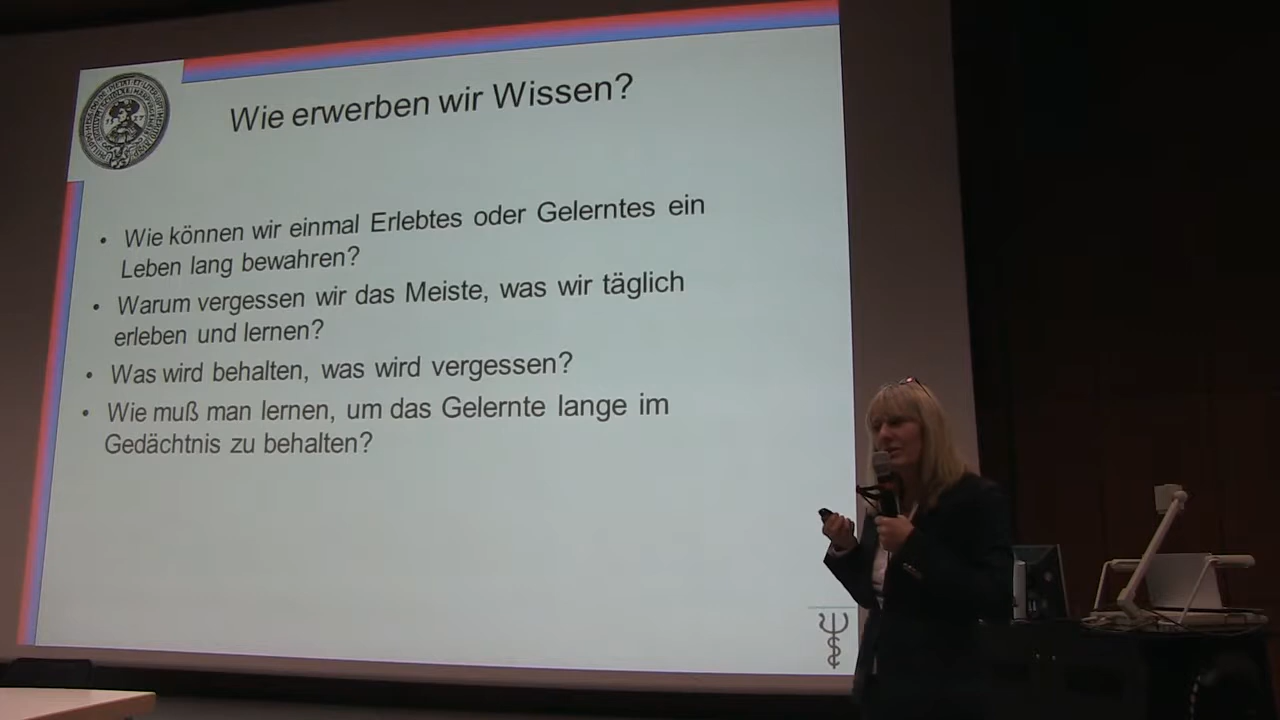 Wie erwerben wir Wissen?
• Wie können wir einmal Erlebtes oder Gelerntes ein
Leben lang bewahren?
• Warum vergessen wir das Meiste, was wir täglich
erleben und lernen?
• Was wird behalten, was wird vergessen?
• Wie muß man lernen, um das Gelernte lange im
Gedächtnis zu behalten?